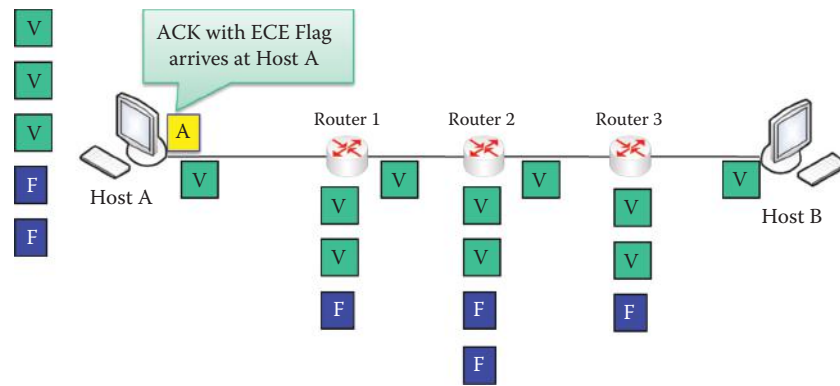 V
V
V
F
F
ACK with ECE Flag
arrives at Host A
A
V
Host A
Router 1
V
V
V
F
Router 2
V
V
V
F
F
Router 3
V
V
F
V
Host B